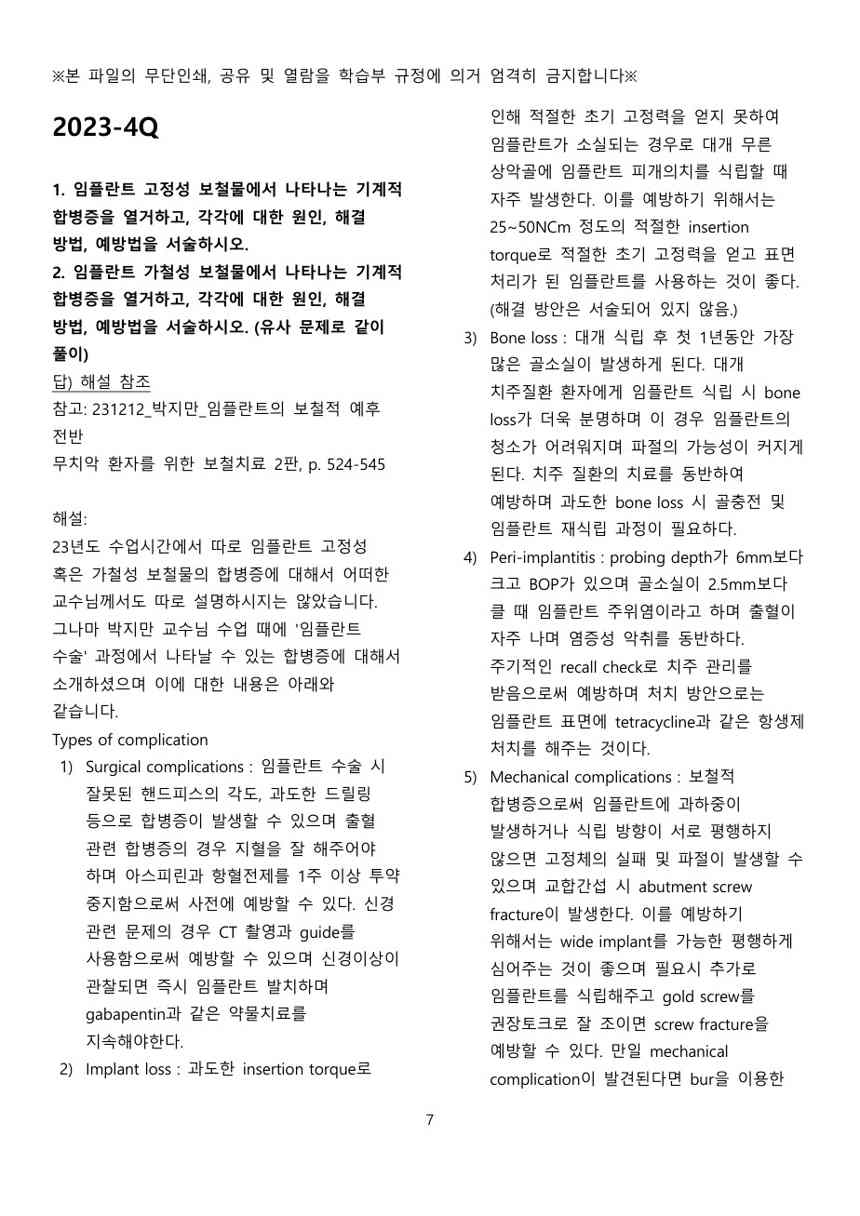 ※본 파일의 무단인쇄, 공유 및 열람을 학습부 규정에 의거 엄격히 금지합니다※
2023-4Q
1. 임플란트 고정성 보철물에서 나타나는 기계적
합병증을 열거하고, 각각에 대한 원인, 해결
방법, 예방법을 서술하시오.
2. 임플란트 가철성 보철물에서 나타나는 기계적
합병증을 열거하고, 각각에 대한 원인, 해결
방법, 예방법을 서술하시오. (유사 문제로 같이
풀이)
답) 해설 참조
참고: 231212_박지만_임플란트의 보철적 예후
전반
무치악 환자를 위한 보철치료 2판, p. 524-545
해설:
23년도 수업시간에서 따로 임플란트 고정성
혹은 가철성 보철물의 합병증에 대해서 어떠한
교수님께서도 따로 설명하시지는 않았습니다.
그나마 박지만 교수님 수업 때에 '임플란트
수술' 과정에서 나타날 수 있는 합병증에 대해서
소개하셨으며 이에 대한 내용은 아래와
같습니다.
Types of complication
1) Surgical complications : 임플란트 수술 시
잘못된 핸드피스의 각도, 과도한 드릴링
등으로 합병증이 발생할 수 있으며 출혈
관련 합병증의 경우 지혈을 잘 해주어야
하며 아스피린과 항혈전제를 1주 이상 투약
중지함으로써 사전에 예방할 수 있다. 신경
관련 문제의 경우 CT 촬영과 guide를
사용함으로써 예방할 수 있으며 신경이상이
관찰되면 즉시 임플란트 발치하며
gabapentin과 같은 약물치료를
지속해야한다.
2) Implant loss : 과도한 insertion torque로
인해 적절한 초기 고정력을 얻지 못하여
임플란트가 소실되는 경우로 대개 무른
상악골에 임플란트 피개의치를 식립할 때
자주 발생한다. 이를 예방하기 위해서는
25~50NCm 정도의 적절한 insertion
torque로 적절한 초기 고정력을 얻고 표면
처리가 된 임플란트를 사용하는 것이 좋다.
(해결 방안은 서술되어 있지 않음.)
3) Bone loss : 대개 식립 후 첫 1년동안 가장
많은 골소실이 발생하게 된다. 대개
치주질환 환자에게 임플란트 식립 시 bone
loss가 더욱 분명하며 이 경우 임플란트의
청소가 어려워지며 파절의 가능성이 커지게
된다. 치주 질환의 치료를 동반하여
예방하며 과도한 bone loss 시 골충전 및
임플란트 재식립 과정이 필요하다.
4) Peri-implantitis : probing depth가 6mm보다
크고 BOP가 있으며 골소실이 2.5mm보다
클 때 임플란트 주위염이라고 하며 출혈이
자주 나며 염증성 악취를 동반하다.
주기적인 recall check로 치주 관리를
받음으로써 예방하며 처치 방안으로는
임플란트 표면에 tetracycline과 같은 항생제
처치를 해주는 것이다.
5) Mechanical complications : 보철적
합병증으로써 임플란트에 과하중이
발생하거나 식립 방향이 서로 평행하지
않으면 고정체의 실패 및 파절이 발생할 수
있으며 교합간섭 시 abutment screw
fracture이 발생한다. 이를 예방하기
위해서는 wide implant를 가능한 평행하게
심어주는 것이 좋으며 필요시 추가로
임플란트를 식립해주고 gold screw를
권장토크로 잘 조이면 screw fracture을
예방할 수 있다. 만일 mechanical
complication이 발견된다면 bur을 이용한
7